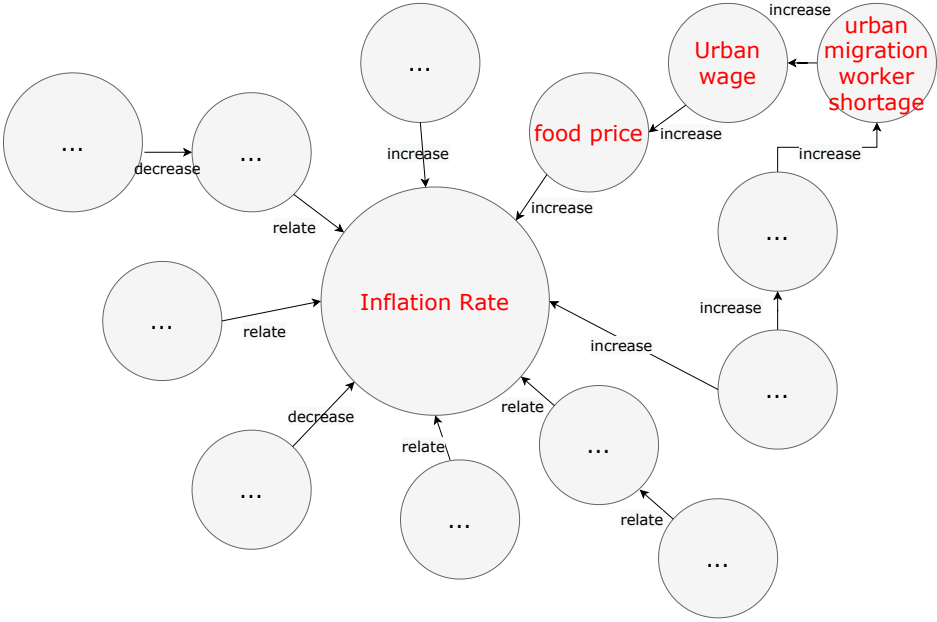 increase
urban
migration
worker
shortage
Urban
wage
...
increase
food price
increase
...
...
decrease
increase
increase
relate
...
increase
...
relate
Inflation Rate
increase
increase
...
decrease
relate
...
relate
...
...
relate
...